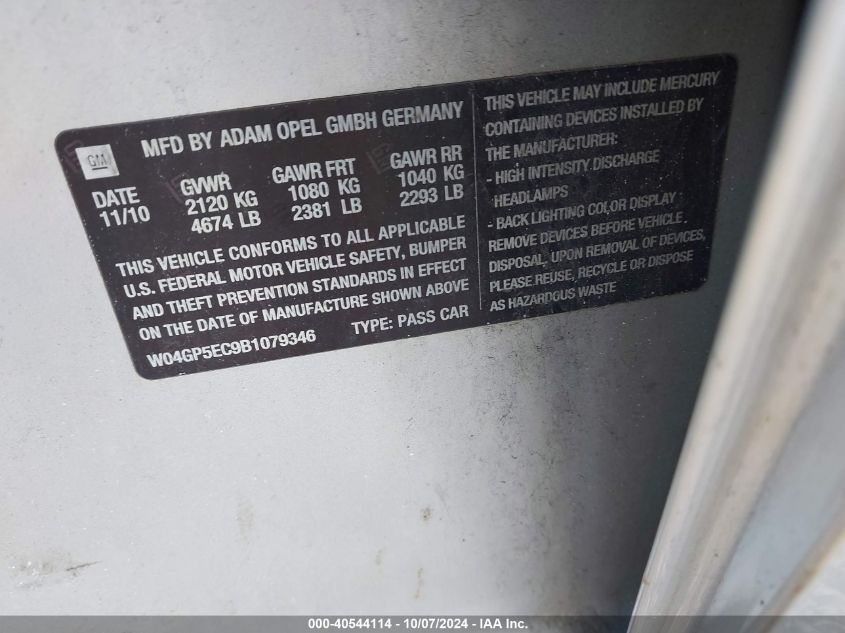 GM
MFD BY ADAM OPEL GMBH GERMANY
DATE GVWR GAWR FRT GAWR RR
11/10 2120 KG 1080 KG 1040 KG
4674 LB 2381 LB 2293 LB
THIS VEHICLE CONFORMS TO ALL APPLICABLE
U.S. FEDERAL MOTOR VEHICLE SAFETY, BUMPER
AND THEFT PREVENTION STANDARDS IN EFFECT
ON THE DATE OF MANUFACTURE SHOWN ABOVE
W04GP5EC9B1079346 TYPE: PASS CAR
THIS VEHICLE MAY INCLUDE MERCURY
CONTAINING DEVICES INSTALLED BY
THE MANUFACTURER:
- HIGH INTENSITY DISCHARGE
HEADLAMPS
- BACK LIGHTING COLOR DISPLAY
REMOVE DEVICES BEFORE VEHICLE
DISPOSAL, UPON REMOVAL OF DEVICES,
PLEASE REUSE, RECYCLE OR DISPOSE
AS HAZARDOUS WASTE
000-40544114 - 10/07/2024 - IAA Inc.